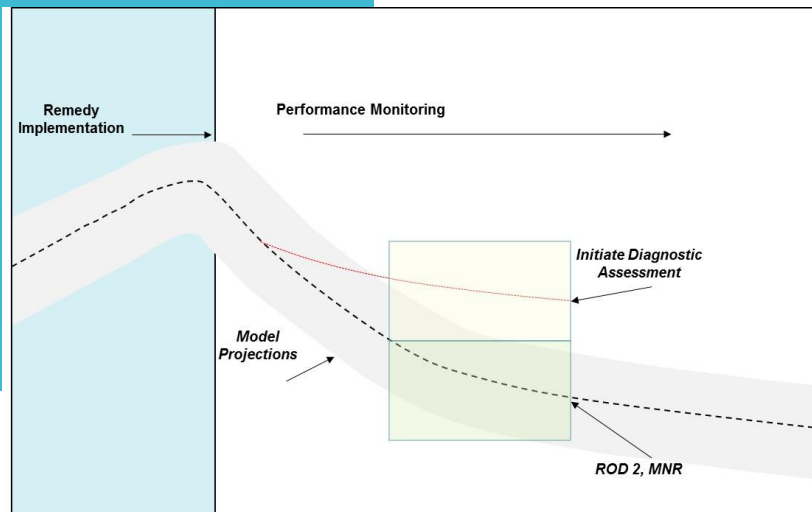 Remedy
Implementation
Performance Monitoring
Initiate Diagnostic
Assessment
Model
Projections
ROD 2, MNR